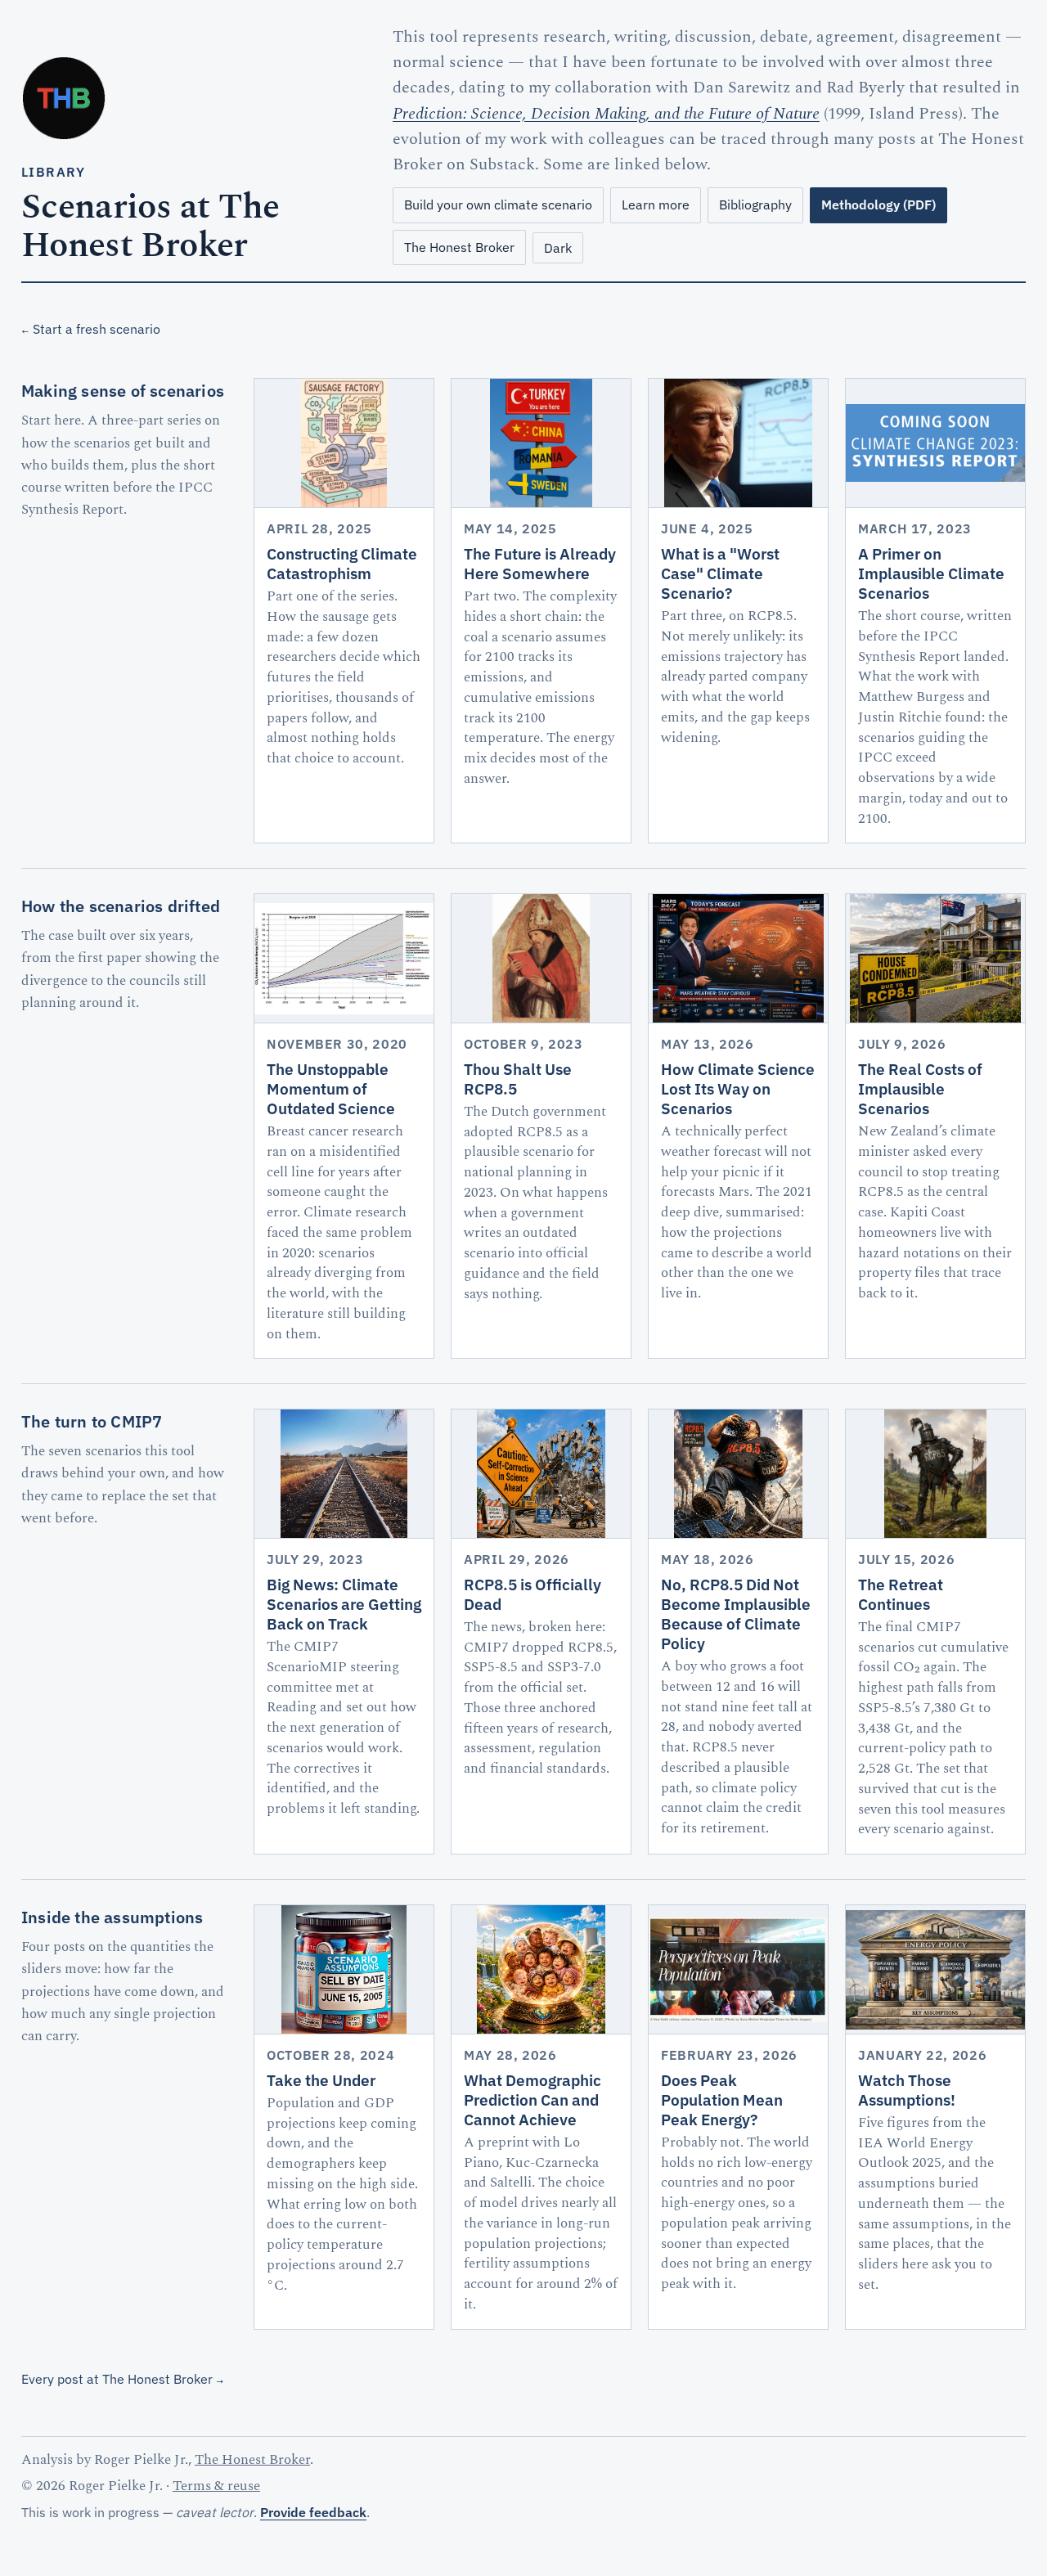 THB
LIBRARY
Scenarios at The
Honest Broker
This tool represents research, writing, discussion, debate, agreement, disagreement —
normal science — that I have been fortunate to be involved with over almost three
decades, dating to my collaboration with Dan Sarewitz and Rad Byerly that resulted in
Prediction: Science, Decision Making, and the Future of Nature (1999, Island Press). The
evolution of my work with colleagues can be traced through many posts at The Honest
Broker on Substack. Some are linked below.
Build your own climate scenario
Learn more
Bibliography
Methodology (PDF)
The Honest Broker
Dark
← Start a fresh scenario
Making sense of scenarios
Start here. A three-part series on
how the scenarios get built and
who builds them, plus the short
course written before the IPCC
Synthesis Report.
SAUSAGE FACTORY
APRIL 28, 2025
Constructing Climate
Catastrophism
Part one of the series.
How the sausage gets
made: a few dozen
researchers decide which
futures the field
prioritises, thousands of
papers follow, and
almost nothing holds
that choice to account.
TURKEY
You are here
CHINA
ROMANIA
SWEDEN
MAY 14, 2025
The Future is Already
Here Somewhere
Part two. The complexity
hides a short chain: the
coal a scenario assumes
for 2100 tracks its
emissions, and
cumulative emissions
track its 2100
temperature. The energy
mix decides most of the
answer.
RCP8.5
JUNE 4, 2025
What is a "Worst
Case" Climate
Scenario?
Part three, on RCP8.5.
Not merely unlikely: its
emissions trajectory has
already parted company
with what the world
emits, and the gap keeps
widening.
COMING SOON
CLIMATE CHANGE 2023:
SYNTHESIS REPORT
MARCH 17, 2023
A Primer on
Implausible Climate
Scenarios
The short course, written
before the IPCC
Synthesis Report landed.
What the work with
Matthew Burgess and
Justin Ritchie found: the
scenarios guiding the
IPCC exceed
observations by a wide
margin, today and out to
2100.
How the scenarios drifted
The case built over six years,
from the first paper showing the
divergence to the councils still
planning around it.
NOVEMBER 30, 2020
The Unstoppable
Momentum of
Outdated Science
Breast cancer research
ran on a misidentified
cell line for years after
someone caught the
error. Climate research
faced the same problem
in 2020: scenarios
already diverging from
the world, with the
literature still building
on them.
OCTOBER 9, 2023
Thou Shalt Use
RCP8.5
The Dutch government
adopted RCP8.5 as a
plausible scenario for
national planning in
2023. On what happens
when a government
writes an outdated
scenario into official
guidance and the field
says nothing.
TODAY'S FORECAST
MARS WEATHER: STAY CURIOUS!
MAY 13, 2026
How Climate Science
Lost Its Way on
Scenarios
A technically perfect
weather forecast will not
help your picnic if it
forecasts Mars. The 2021
deep dive, summarised:
how the projections
came to describe a world
other than the one we
live in.
HOUSE
CONDEMNED
DUE TO
RCP8.5
JULY 9, 2026
The Real Costs of
Implausible
Scenarios
New Zealand’s climate
minister asked every
council to stop treating
RCP8.5 as the central
case. Kapiti Coast
homeowners live with
hazard notations on their
property files that trace
back to it.
The turn to CMIP7
The seven scenarios this tool
draws behind your own, and how
they came to replace the set that
went before.
JULY 29, 2023
Big News: Climate
Scenarios are Getting
Back on Track
The CMIP7
ScenarioMIP steering
committee met at
Reading and set out how
the next generation of
scenarios would work.
The correctives it
identified, and the
problems it left standing.
Caution:
Self-Correction
in Science
Ahead
APRIL 29, 2026
RCP8.5 is Officially
Dead
The news, broken here:
CMIP7 dropped RCP8.5,
SSP5-8.5 and SSP3-7.0
from the official set.
Those three anchored
fifteen years of research,
assessment, regulation
and financial standards.
RCP8.5
RCP8.5
COAL
MAY 18, 2026
No, RCP8.5 Did Not
Become Implausible
Because of Climate
Policy
A boy who grows a foot
between 12 and 16 will
not stand nine feet tall at
28, and nobody averted
that. RCP8.5 never
described a plausible
path, so climate policy
cannot claim the credit
for its retirement.
JULY 15, 2026
The Retreat
Continues
The final CMIP7
scenarios cut cumulative
fossil CO₂ again. The
highest path falls from
SSP5-8.5’s 7,380 Gt to
3,438 Gt, and the
current-policy path to
2,528 Gt. The set that
survived that cut is the
seven this tool measures
every scenario against.
Inside the assumptions
Four posts on the quantities the
sliders move: how far the
projections have come down, and
how much any single projection
can carry.
SCENARIO
ASSUMPTIONS
SELL BY DATE
JUNE 15, 2005
OCTOBER 28, 2024
Take the Under
Population and GDP
projections keep coming
down, and the
demographers keep
missing on the high side.
What erring low on both
does to the current-
policy temperature
projections around 2.7
°C.
MAY 28, 2026
What Demographic
Prediction Can and
Cannot Achieve
A preprint with Lo
Piano, Kuc-Czarnecka
and Saltelli. The choice
of model drives nearly all
the variance in long-run
population projections;
fertility assumptions
account for around 2% of
it.
Perspectives on Peak
Population
FEBRUARY 23, 2026
Does Peak
Population Mean
Peak Energy?
Probably not. The world
holds no rich low-energy
countries and no poor
high-energy ones, so a
population peak arriving
sooner than expected
does not bring an energy
peak with it.
ENERGY POLICY
KEY ASSUMPTIONS
JANUARY 22, 2026
Watch Those
Assumptions!
Five figures from the
IEA World Energy
Outlook 2025, and the
assumptions buried
underneath them — the
same assumptions, in the
same places, that the
sliders here ask you to
set.
Every post at The Honest Broker →
Analysis by Roger Pielke Jr., The Honest Broker.
© 2026 Roger Pielke Jr. · Terms & reuse
This is work in progress — caveat lector. Provide feedback.